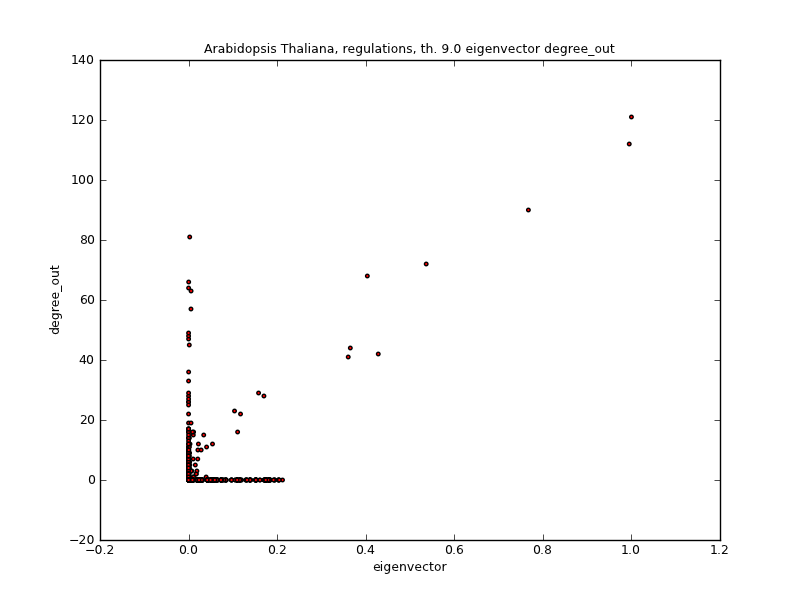 Arabidopsis Thaliana, regulations, th. 9.0 eigenvector degree_out
140
120
100
80
60
40
20
0
−20
degree_out
−0.2 0.0 0.2 0.4 0.6 0.8 1.0 1.2
eigenvector